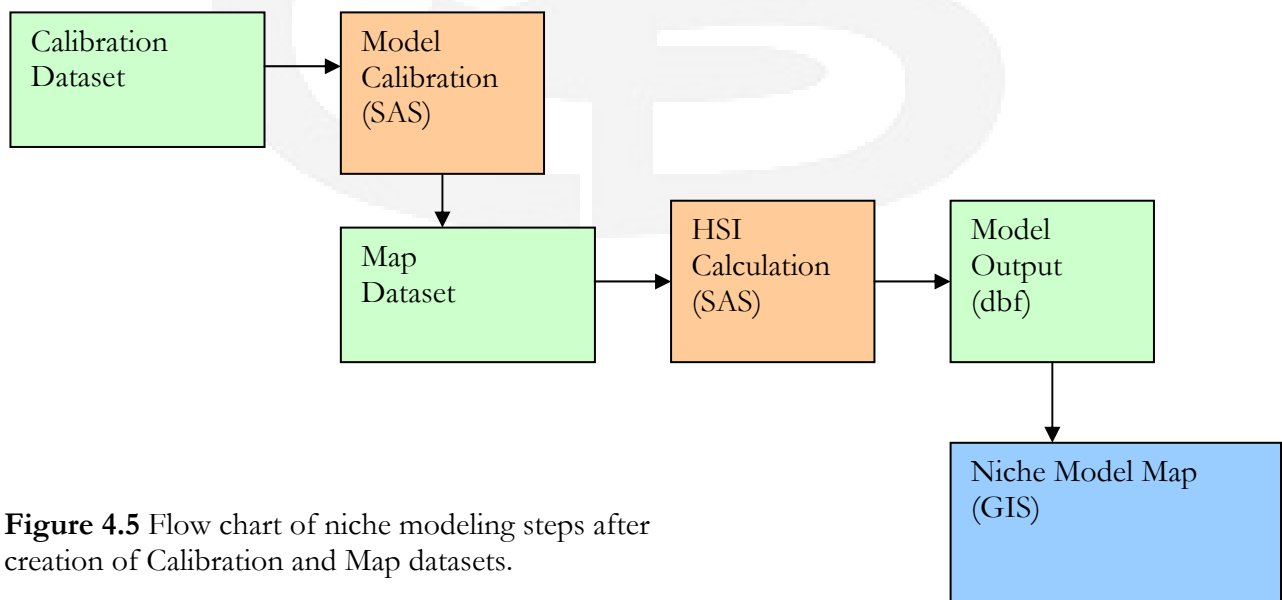 Calibration
Dataset
Model
Calibration
(SAS)
Map
Dataset
HSI
Calculation
(SAS)
Model
Output
(dbf)
Niche Model Map
(GIS)
Figure 4.5 Flow chart of niche modeling steps after
creation of Calibration and Map datasets.